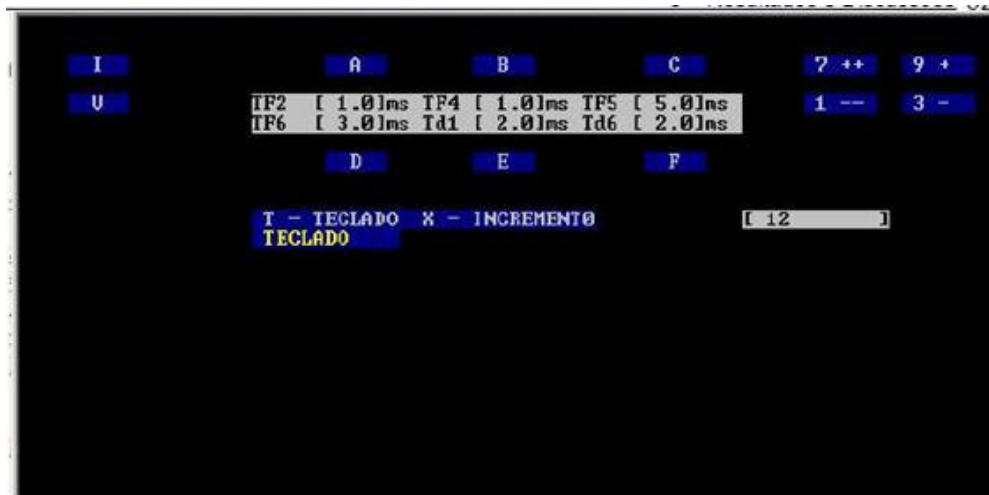 I A B C 7 ++ 9 +
U TF2 [ 1.0]ms TF4 [ 1.0]ms TF5 [ 5.0]ms 1 -- 3 -
TF6 [ 3.0]ms Td1 [ 2.0]ms Td6 [ 2.0]ms
D E F
T - TECLADO X - INCREMENTO [ 12 ]
TECLADO